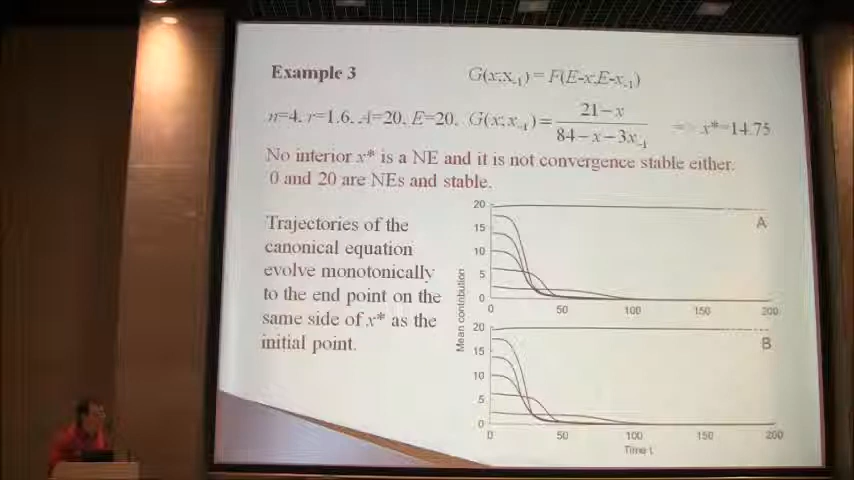 Example 3
G(x;x₋₁) = F(E-x;E-x₋₁)
n=4, r=1.6, A=20, E=20, G(x; x₋₁) = 21-x / 84-x-3x₋₁ => x*=14.75
No interior x* is a NE and it is not convergence stable either.
0 and 20 are NEs and stable.
Trajectories of the
canonical equation
evolve monotonically
to the end point on the
same side of x* as the
initial point.
Mean contribution
20
15
10
5
0
A
0 50 100 150 200
20
15
10
5
0
B
0 50 100 150 200
Time t